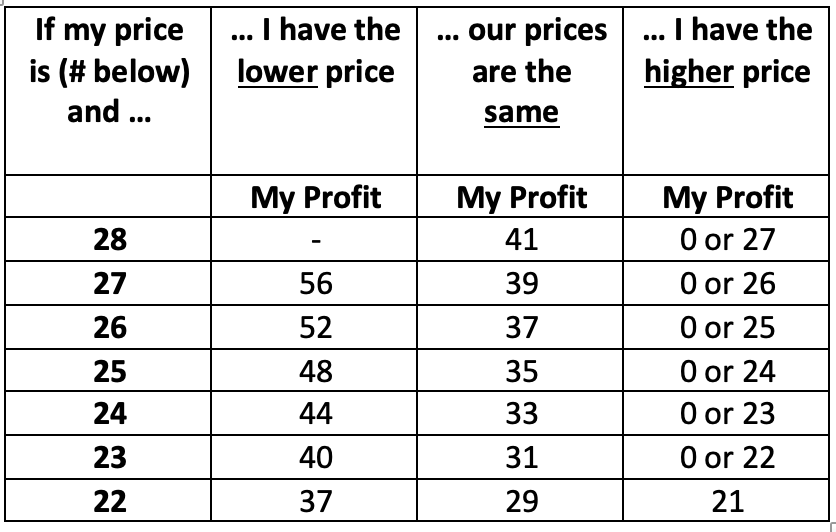 If my price is (# below) and ... ... I have the lower price ... our prices are the same ... I have the higher price
My Profit My Profit My Profit
28 - 41 0 or 27
27 56 39 0 or 26
26 52 37 0 or 25
25 48 35 0 or 24
24 44 33 0 or 23
23 40 31 0 or 22
22 37 29 21